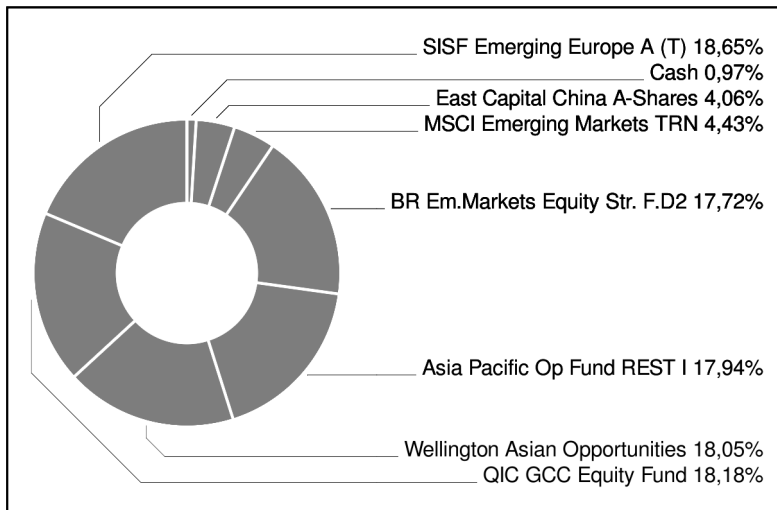 SISF Emerging Europe A (T) 18,65%
Cash 0,97%
East Capital China A-Shares 4,06%
MSCI Emerging Markets TRN 4,43%
BR Em.Markets Equity Str. F.D2 17,72%
Asia Pacific Op Fund REST I 17,94%
Wellington Asian Opportunities 18,05%
QIC GCC Equity Fund 18,18%